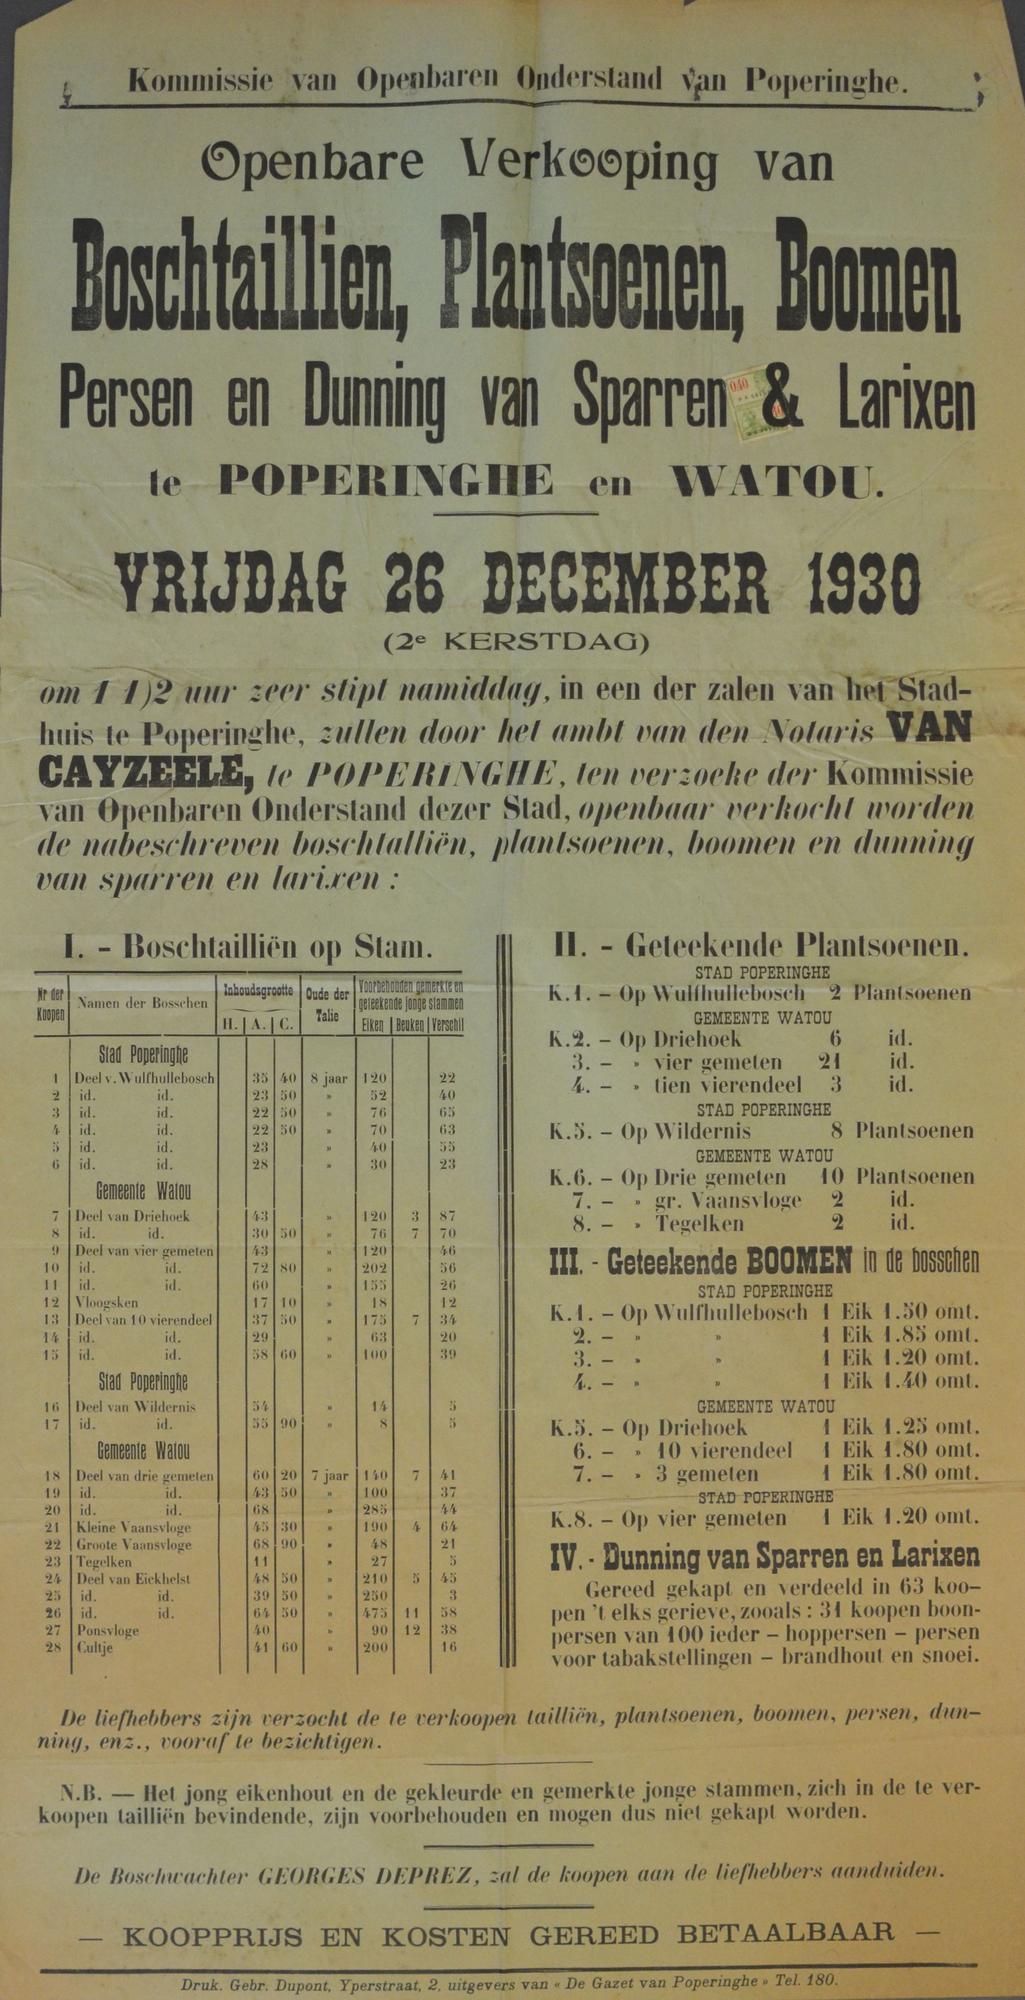 Kommissie van Openbaren Onderstand van Poperinghe.
Openbare Verkooping van
Boschtaillien, Plantsoenen, Boomen
Persen en Dunning van Sparren & Larixen
te POPERINGHE en WATOU.
VRIJDAG 26 DECEMBER 1930
(2e KERSTDAG)
om 1 1)2 uur zeer stipt namiddag, in een der zalen van het Stad-
huis te Poperinghe, zullen door het ambt van den Notaris VAN
CAYZEELE, te POPERINGHE, ten verzoeke der Kommissie
van Openbaren Onderstand dezer Stad, openbaar verkocht worden
de nabeschreven boschtalliën, plantsoenen, boomen en dunning
van sparren en larixen :
I. - Boschtailliën op Stam.
Nr der Koopen | Namen der Bosschen | Inhoudsgrootte H. | A. | C. | Oude der Talie | Voorbehouden gemerkte en geteekende jonge stammen Eiken | Beuken | Verschil
Stad Poperinghe
1 Deel v. Wulfhullebosch 35 40 8 jaar 120 22
2 id. id. 23 50 » 52 40
3 id. id. 22 50 » 76 65
4 id. id. 22 50 » 70 63
5 id. id. 23 » 40 55
6 id. id. 28 » 30 23
Gemeente Watou
7 Deel van Driehoek 43 » 120 3 87
8 id. id. 30 50 » 76 7 70
9 Deel van vier gemeten 43 » 120 46
10 id. id. 72 80 » 202 56
11 id. id. 60 » 155 26
12 Vloogsken 17 10 » 18 12
13 Deel van 10 vierendeel 37 50 » 175 7 34
14 id. id. 29 » 63 20
15 id. id. 58 60 » 100 39
Stad Poperinghe
16 Deel van Wildernis 54 » 14 5
17 id. id. 55 90 » 8 5
Gemeente Watou
18 Deel van drie gemeten 60 20 7 jaar 140 7 41
19 id. id. 43 50 » 100 37
20 id. id. 68 » 285 44
21 Kleine Vaansvloge 45 30 » 190 4 64
22 Groote Vaansvloge 68 90 » 48 21
23 Tegelken 11 » 27 5
24 Deel van Eickhelst 48 50 » 210 5 45
25 id. id. 39 50 » 250 3
26 id. id. 64 50 » 475 11 58
27 Ponsvloge 40 » 90 12 38
28 Cultje 41 60 » 200 16
II. - Geteekende Plantsoenen.
STAD POPERINGHE
K.1. – Op Wulfhullebosch 2 Plantsoenen
GEMEENTE WATOU
K.2. – Op Driehoek 6 id.
3. – » vier gemeten 21 id.
4. – » tien vierendeel 3 id.
STAD POPERINGHE
K.5. – Op Wildernis 8 Plantsoenen
GEMEENTE WATOU
K.6. – Op Drie gemeten 10 Plantsoenen
7. – » gr. Vaansvloge 2 id.
8. – » Tegelken 2 id.
III. - Geteekende BOOMEN in de bosschen
STAD POPERINGHE
K.1. – Op Wulfhullebosch 1 Eik 1.50 omt.
2. – » » 1 Eik 1.85 omt.
3. – » » 1 Eik 1.20 omt.
4. – » » 1 Eik 1.40 omt.
GEMEENTE WATOU
K.5. – Op Driehoek 1 Eik 1.25 omt.
6. – » 10 vierendeel 1 Eik 1.80 omt.
7. – » 3 gemeten 1 Eik 1.80 omt.
STAD POPERINGHE
K.8. – Op vier gemeten 1 Eik 1.20 omt.
IV. - Dunning van Sparren en Larixen
Gereed gekapt en verdeeld in 63 koo-
pen 't elks gerieve, zooals : 31 koopen boon-
persen van 100 ieder – hoppersen – persen
voor tabakstellingen – brandhout en snoei.
De liefhebbers zijn verzocht de te verkoopen tailliën, plantsoenen, boomen, persen, dun-
ning, enz., vooraf te bezichtigen.
N.B. — Het jong eikenhout en de gekleurde en gemerkte jonge stammen, zich in de te ver-
koopen tailliën bevindende, zijn voorbehouden en mogen dus niet gekapt worden.
De Boschwachter GEORGES DEPREZ, zal de koopen aan de liefhebbers aanduiden.
— KOOPPRIJS EN KOSTEN GEREED BETAALBAAR —
Druk. Gebr. Dupont, Yperstraat, 2, uitgevers van « De Gazet van Poperinghe » Tel. 180.